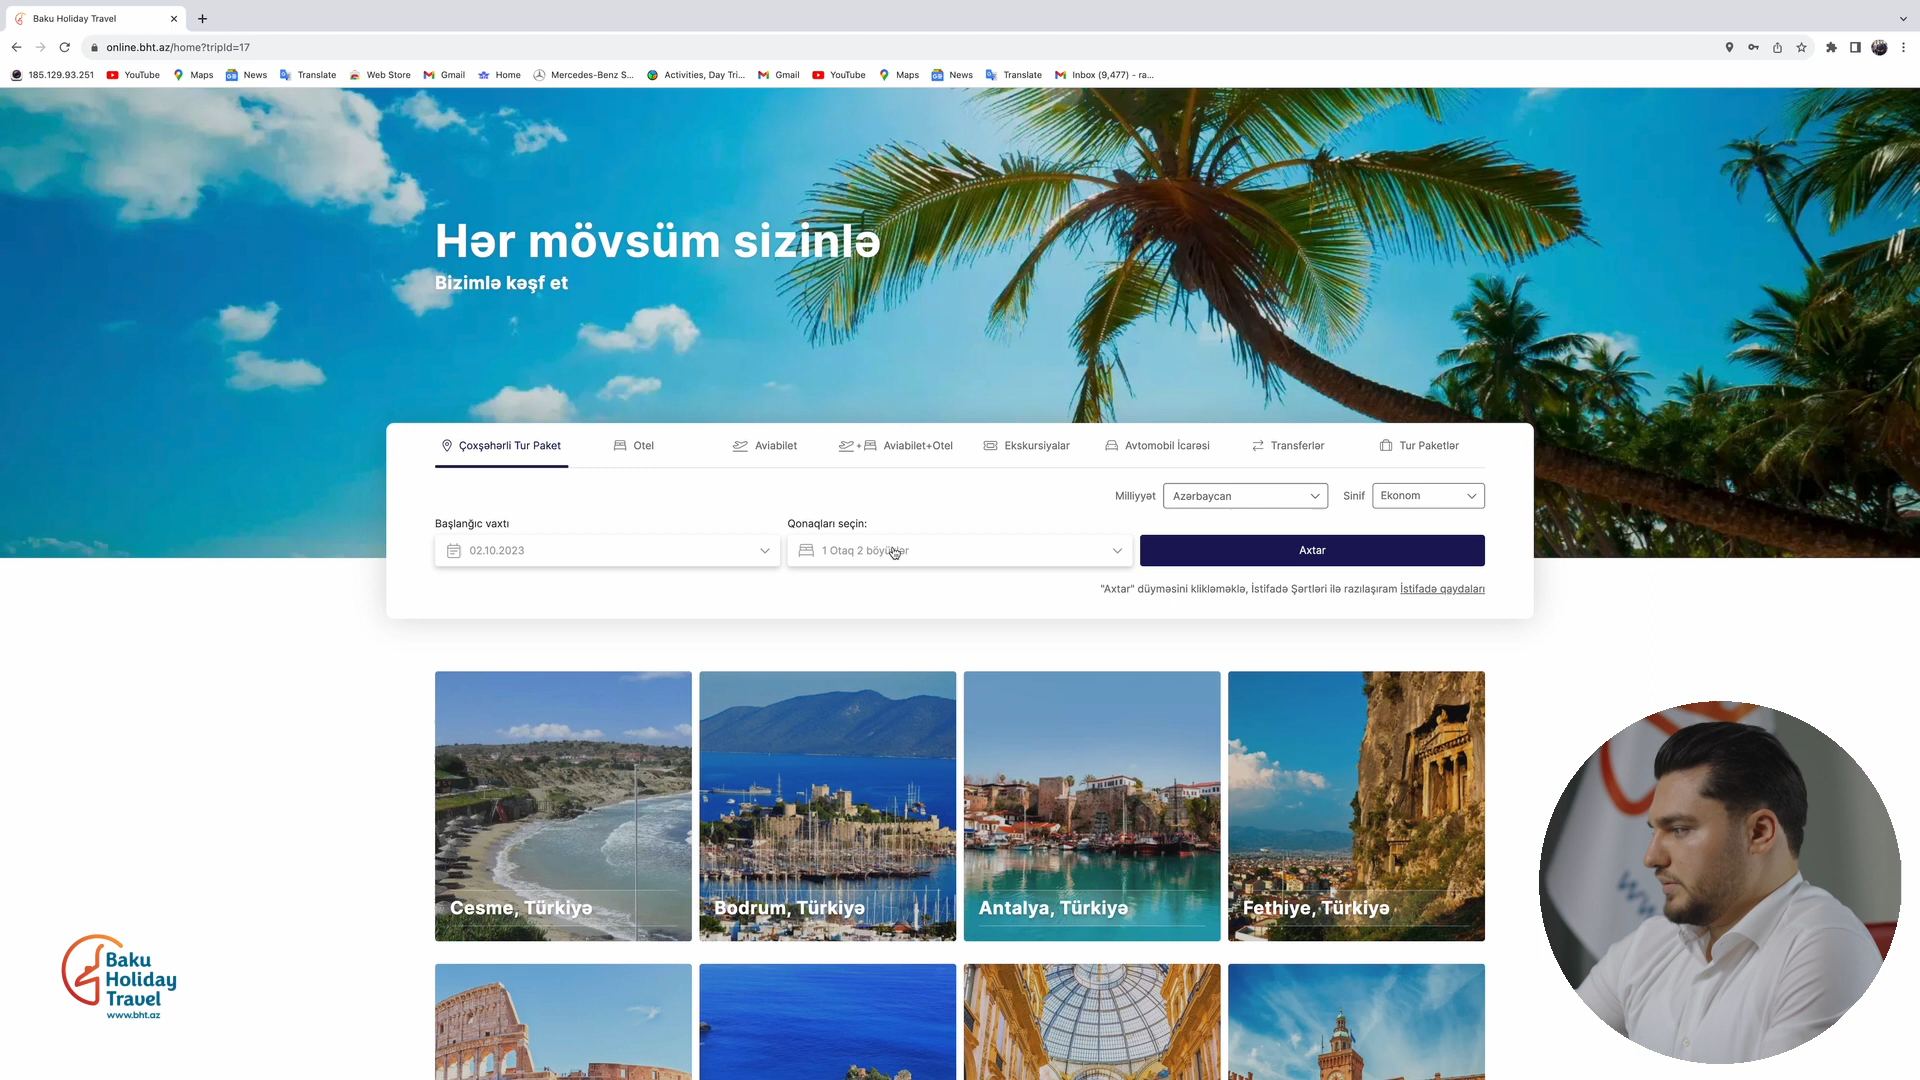 Baku Holiday Travel
online.bht.az/home?tripId=17
185.129.93.251 YouTube Maps News Translate Web Store Gmail Home Mercedes-Benz S... Activities, Day Tri... Gmail YouTube Maps News Translate Inbox (9,477) - ra...
Hər mövsüm sizinlə
Bizimlə kəşf et
Çoxşəhərli Tur Paket Otel Aviabilet + Aviabilet+Otel Ekskursiyalar Avtomobil İcarəsi Transferlər Tur Paketlər
Milliyyət Azərbaycan Sinif Ekonom
Başlanğıc vaxtı Qonaqları seçin:
02.10.2023 1 Otaq 2 böyüklər Axtar
"Axtar" düyməsini klikləməklə, İstifadə Şərtləri ilə razılaşıram İstifadə qaydaları
Cesme, Türkiyə Bodrum, Türkiyə Antalya, Türkiyə Fethiye, Türkiyə
Baku
Holiday
Travel
www.bht.az